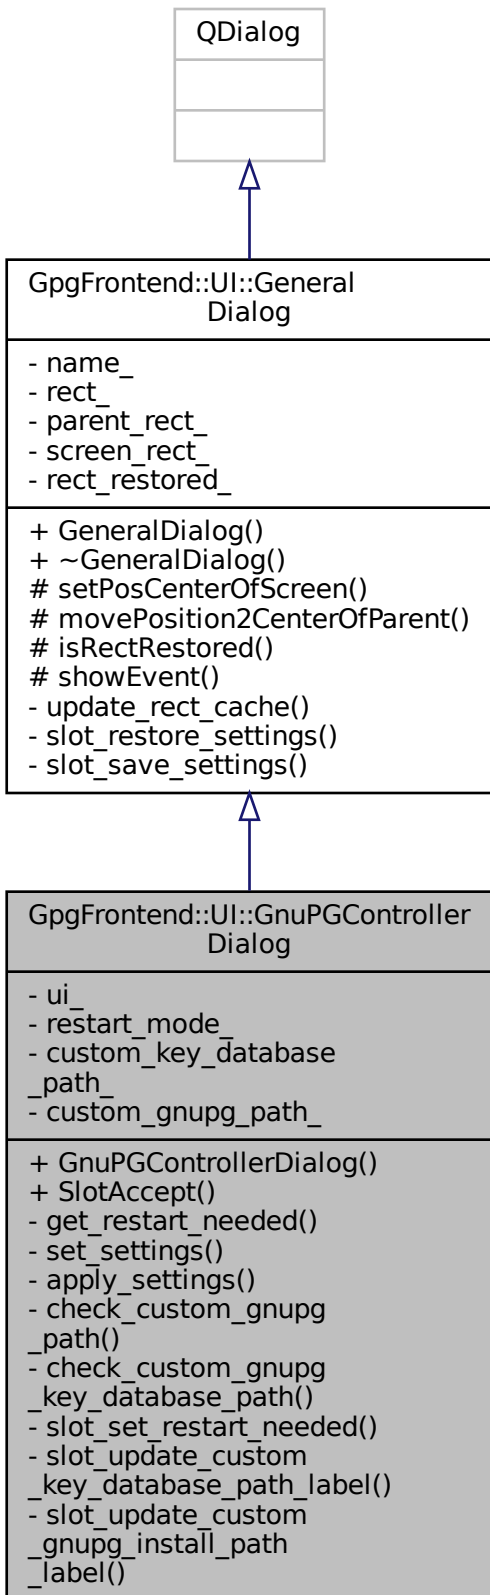 QDialog
GpgFrontend::UI::General
Dialog
- name_
- rect_
- parent_rect_
- screen_rect_
- rect_restored_
+ GeneralDialog()
+ ~GeneralDialog()
# setPosCenterOfScreen()
# movePosition2CenterOfParent()
# isRectRestored()
# showEvent()
- update_rect_cache()
- slot_restore_settings()
- slot_save_settings()
GpgFrontend::UI::GnuPGController
Dialog
- ui_
- restart_mode_
- custom_key_database
_path_
- custom_gnupg_path_
+ GnuPGControllerDialog()
+ SlotAccept()
- get_restart_needed()
- set_settings()
- apply_settings()
- check_custom_gnupg
_path()
- check_custom_gnupg
_key_database_path()
- slot_set_restart_needed()
- slot_update_custom
_key_database_path_label()
- slot_update_custom
_gnupg_install_path
_label()